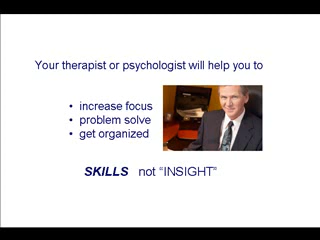 Your therapist or psychologist will help you to
• increase focus
• problem solve
• get organized
SKILLS not “INSIGHT”